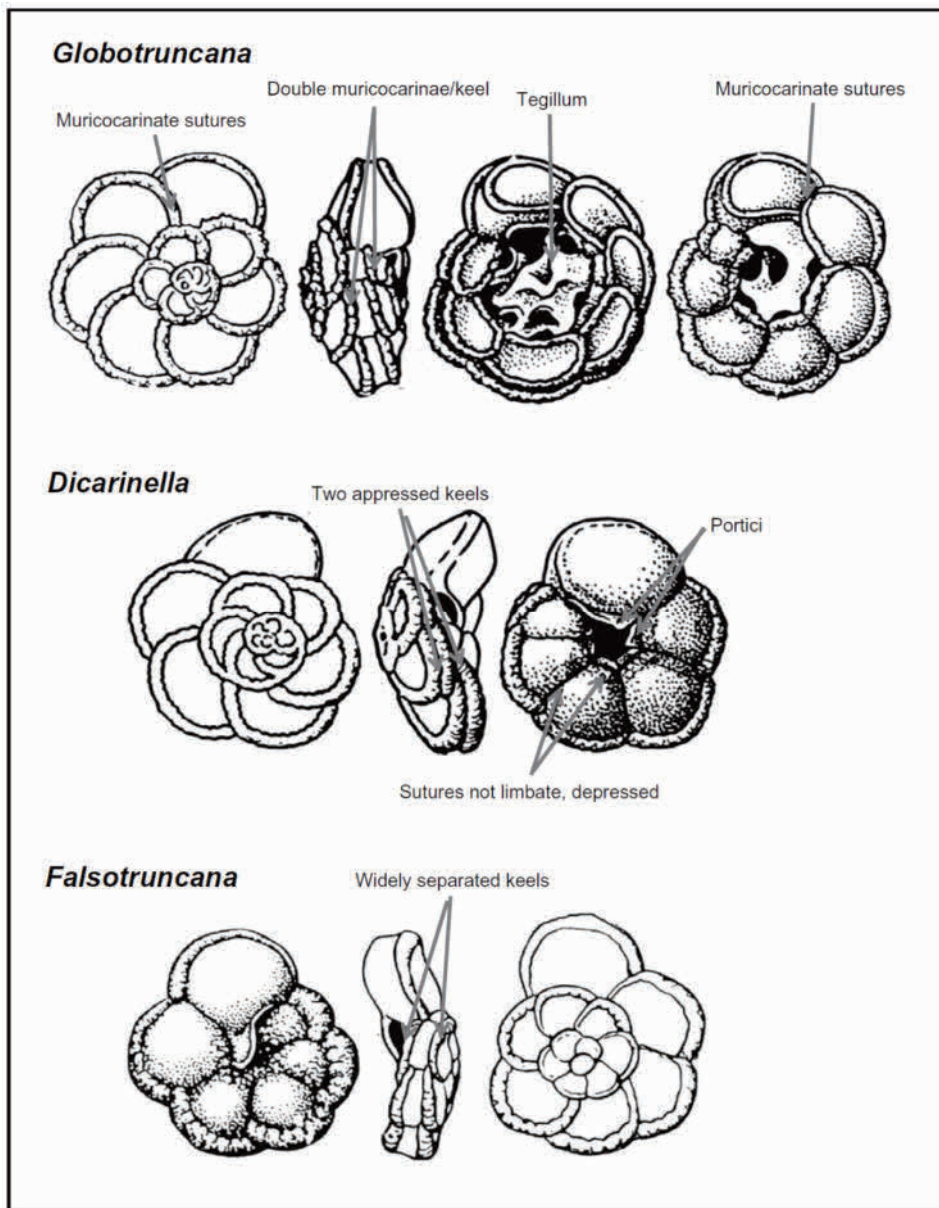 Globotruncana
Double muricocarinae/keel
Tegillum
Muricocarinate sutures
Muricocarinate sutures
Dicarinella
Two appressed keels
Portici
Sutures not limbate, depressed
Falsotruncana
Widely separated keels